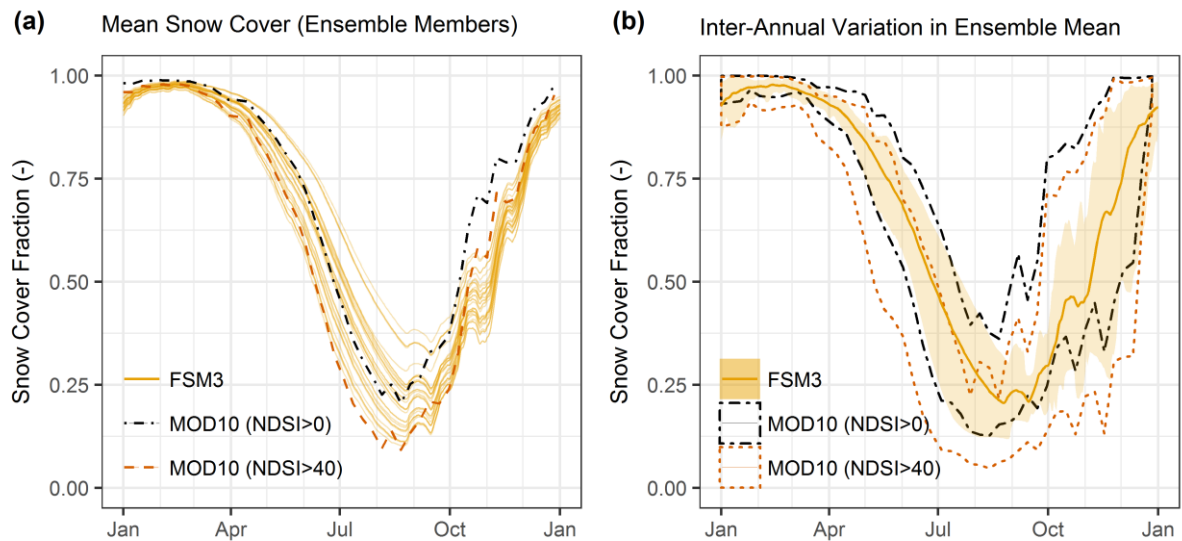 (a) Mean Snow Cover (Ensemble Members)
Snow Cover Fraction (-)
1.00
0.75
0.50
0.25
0.00
FSM3
MOD10 (NDSI>0)
MOD10 (NDSI>40)
Jan Apr Jul Oct Jan
(b) Inter-Annual Variation in Ensemble Mean
Snow Cover Fraction (-)
1.00
0.75
0.50
0.25
0.00
FSM3
MOD10 (NDSI>0)
MOD10 (NDSI>40)
Jan Apr Jul Oct Jan